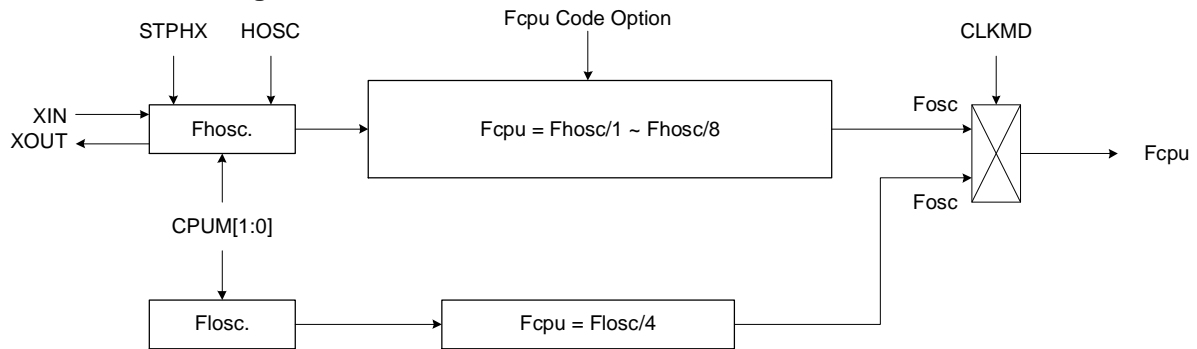 Fcpu Code Option
STPHX HOSC CLKMD
XIN
XOUT
Fhosc.
Fcpu = Fhosc/1 ~ Fhosc/8
Fosc
Fcpu
Fosc
CPUM[1:0]
Flosc.
Fcpu = Flosc/4